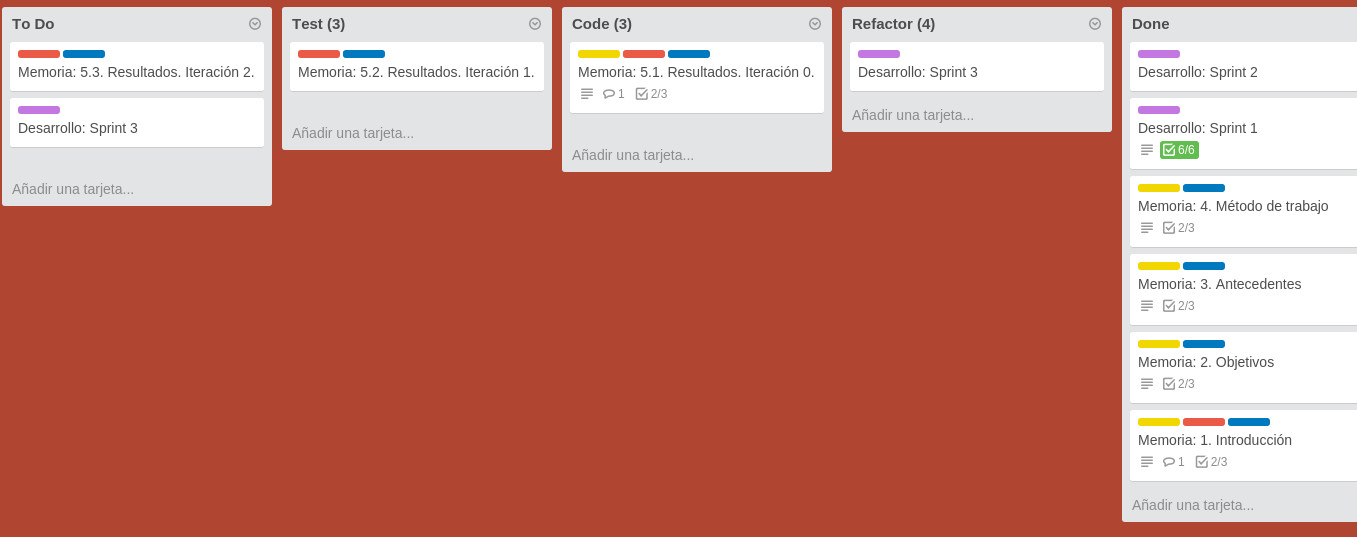 To Do
Memoria: 5.3. Resultados. Iteración 2.
Desarrollo: Sprint 3
Añadir una tarjeta...
Test (3)
Memoria: 5.2. Resultados. Iteración 1.
Añadir una tarjeta...
Code (3)
Memoria: 5.1. Resultados. Iteración 0.
1 2/3
Añadir una tarjeta...
Refactor (4)
Desarrollo: Sprint 3
Añadir una tarjeta...
Done
Desarrollo: Sprint 2
Desarrollo: Sprint 1
6/6
Memoria: 4. Método de trabajo
2/3
Memoria: 3. Antecedentes
2/3
Memoria: 2. Objetivos
2/3
Memoria: 1. Introducción
1 2/3
Añadir una tarjeta...